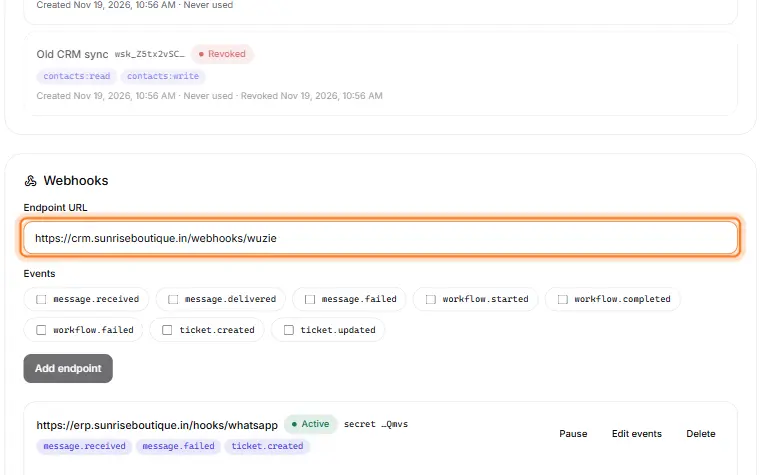 Created Nov 19, 2026, 10:56 AM · Never used
Old CRM sync wsk_Z5tx2vSC… Revoked
contacts:read contacts:write
Created Nov 19, 2026, 10:56 AM · Never used · Revoked Nov 19, 2026, 10:56 AM
Webhooks
Endpoint URL
https://crm.sunriseboutique.in/webhooks/wuzie
Events
message.received message.delivered message.failed workflow.started workflow.completed
workflow.failed ticket.created ticket.updated
Add endpoint
https://erp.sunriseboutique.in/hooks/whatsapp Active secret …Qmvs
Pause Edit events Delete
message.received message.failed ticket.created